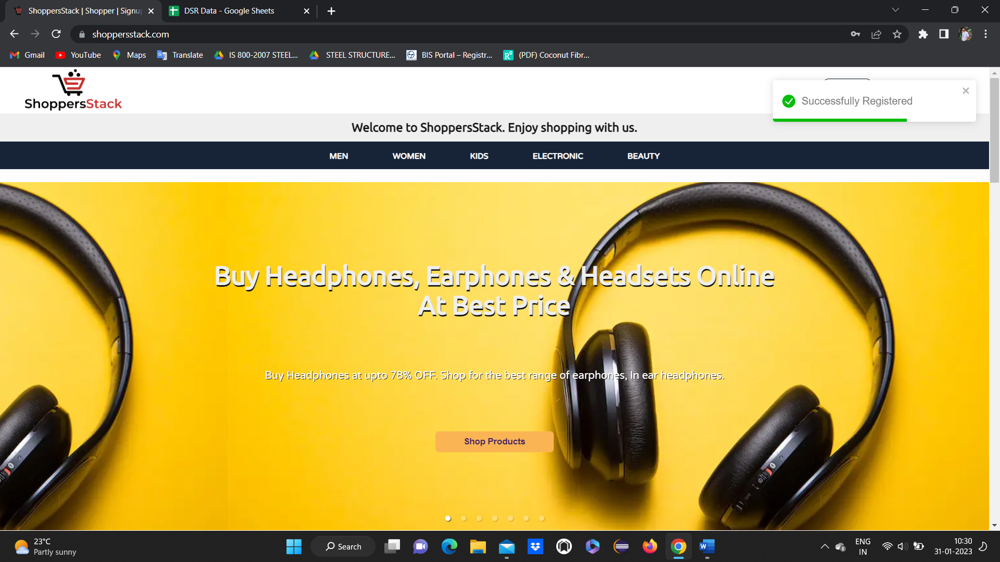 ShoppersStack | Shopper | Signu
DSR Data - Google Sheets
shoppersstack.com
Gmail
YouTube
Maps
Translate
IS 800-2007 STEEL...
STEEL STRUCTURE...
BIS Portal – Registr...
(PDF) Coconut Fibr...
ShoppersStack
Successfully Registered
Welcome to ShoppersStack. Enjoy shopping with us.
MEN
WOMEN
KIDS
ELECTRONIC
BEAUTY
Buy Headphones, Earphones & Headsets Online
At Best Price
Buy Headphones at upto 78% OFF. Shop for the best range of earphones, In ear headphones.
Shop Products
23°C
Partly sunny
Search
ENG
IN
10:30
31-01-2023